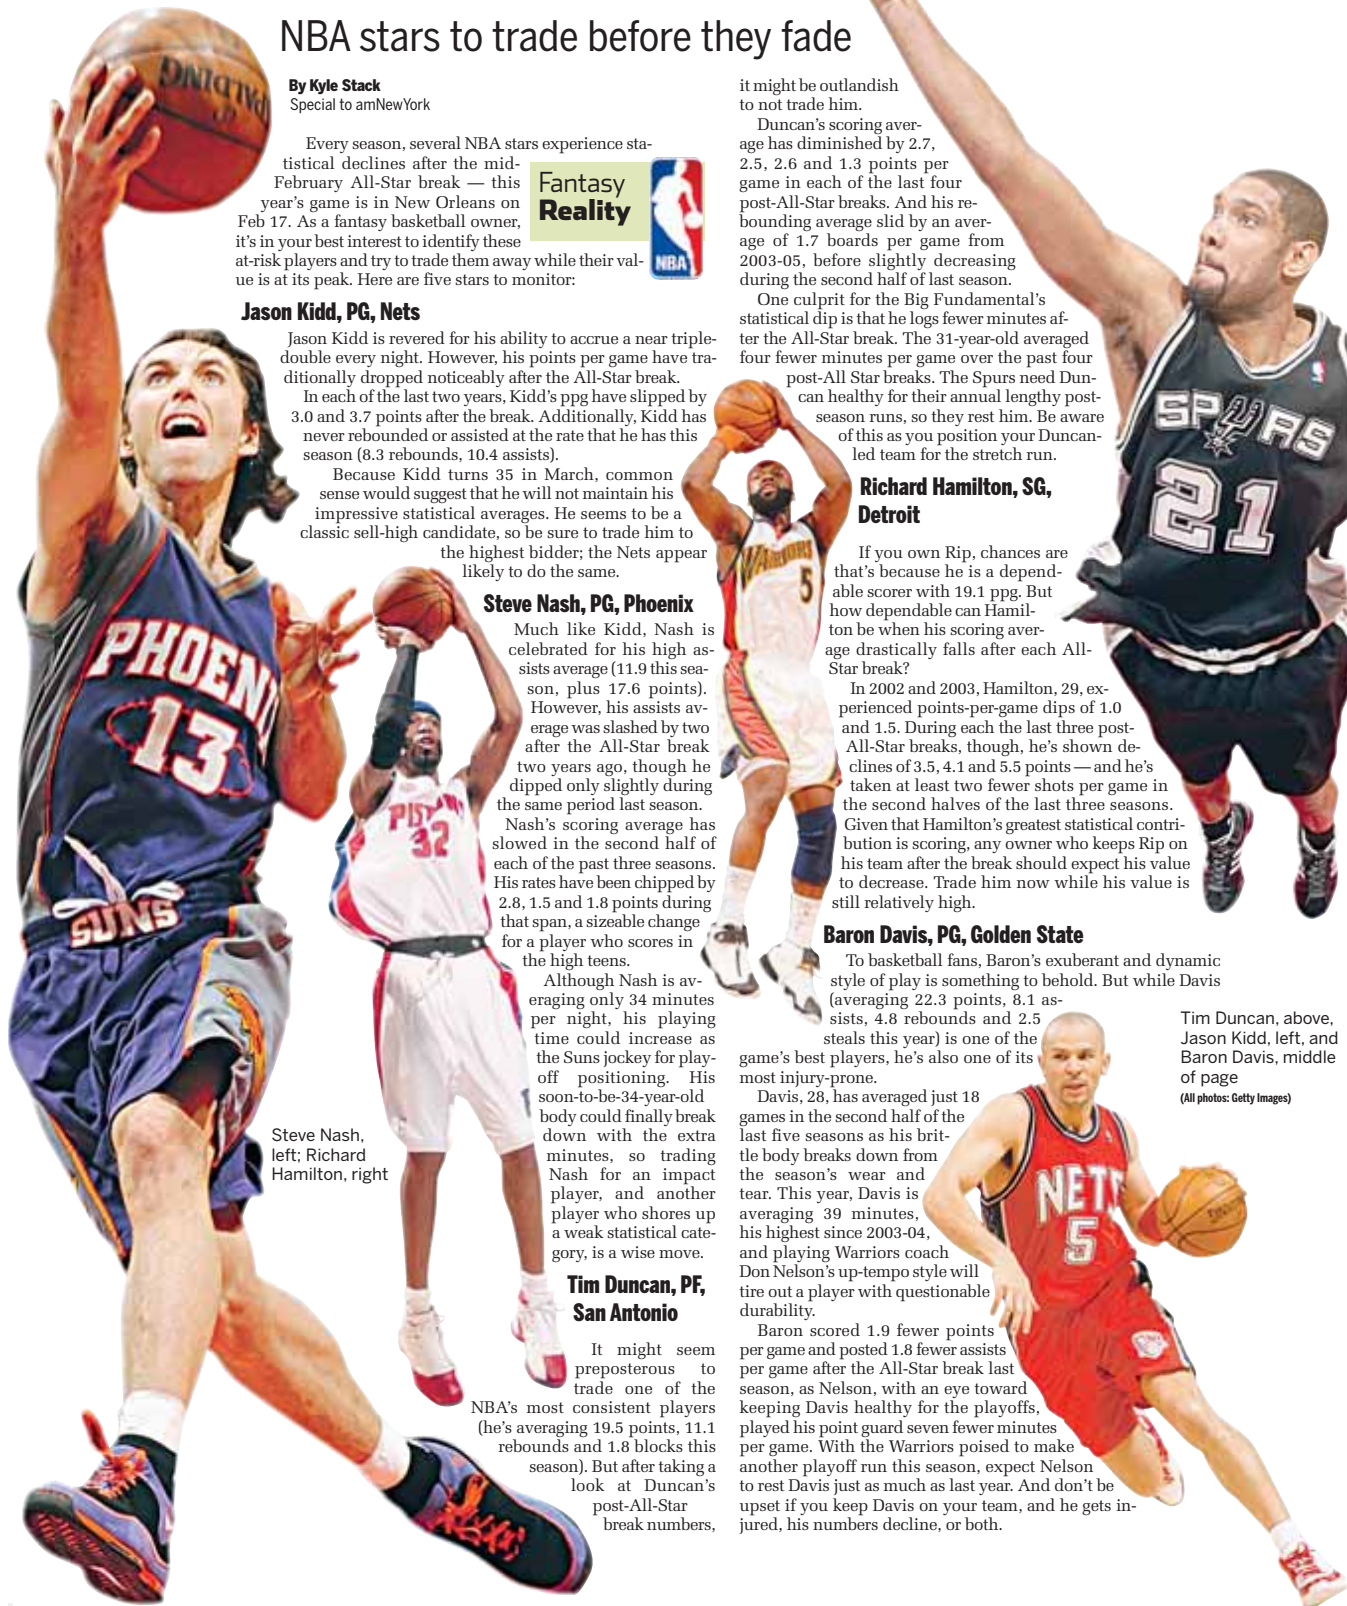 NBA stars to trade before they fade
By Kyle Stack
Special to amNewYork
Every season, several NBA stars experience sta-
tistical declines after the mid-
February All-Star break — this
year's game is in New Orleans on
Feb 17. As a fantasy basketball owner,
it's in your best interest to identify these
at-risk players and try to trade them away while their val-
ue is at its peak. Here are five stars to monitor:
Fantasy
Reality
NBA
Jason Kidd, PG, Nets
Jason Kidd is revered for his ability to accrue a near triple-
double every night. However, his points per game have tra-
ditionally dropped noticeably after the All-Star break.
In each of the last two years, Kidd's ppg have slipped by
3.0 and 3.7 points after the break. Additionally, Kidd has
never rebounded or assisted at the rate that he has this
season (8.3 rebounds, 10.4 assists).
Because Kidd turns 35 in March, common
sense would suggest that he will not maintain his
impressive statistical averages. He seems to be a
classic sell-high candidate, so be sure to trade him to
the highest bidder; the Nets appear
likely to do the same.
Steve Nash, PG, Phoenix
Much like Kidd, Nash is
celebrated for his high as-
sists average (11.9 this sea-
son, plus 17.6 points).
However, his assists av-
erage was slashed by two
after the All-Star break
two years ago, though he
dipped only slightly during
the same period last season.
Nash's scoring average has
slowed in the second half of
each of the past three seasons.
His rates have been chipped by
2.8, 1.5 and 1.8 points during
that span, a sizeable change
for a player who scores in
the high teens.
Although Nash is av-
eraging only 34 minutes
per night, his playing
time could increase as
the Suns jockey for play-
off positioning. His
soon-to-be-34-year-old
body could finally break
down with the extra
minutes, so trading
Nash for an impact
player, and another
player who shores up
a weak statistical cate-
gory, is a wise move.
Tim Duncan, PF,
San Antonio
It might seem
preposterous to
trade one of the
NBA's most consistent players
(he's averaging 19.5 points, 11.1
rebounds and 1.8 blocks this
season). But after taking a
look at Duncan's
post-All-Star
break numbers,
it might be outlandish
to not trade him.
Duncan's scoring aver-
age has diminished by 2.7,
2.5, 2.6 and 1.3 points per
game in each of the last four
post-All-Star breaks. And his re-
bounding average slid by an aver-
age of 1.7 boards per game from
2003-05, before slightly decreasing
during the second half of last season.
One culprit for the Big Fundamental's
statistical dip is that he logs fewer minutes af-
ter the All-Star break. The 31-year-old averaged
four fewer minutes per game over the past four
post-All Star breaks. The Spurs need Dun-
can healthy for their annual lengthy post-
season runs, so they rest him. Be aware
of this as you position your Duncan-
led team for the stretch run.
Richard Hamilton, SG,
Detroit
If you own Rip, chances are
that's because he is a depend-
able scorer with 19.1 ppg. But
how dependable can Hamil-
ton be when his scoring aver-
age drastically falls after each All-
Star break?
In 2002 and 2003, Hamilton, 29, ex-
perienced points-per-game dips of 1.0
and 1.5. During each the last three post-
All-Star breaks, though, he's shown de-
clines of 3.5, 4.1 and 5.5 points — and he's
taken at least two fewer shots per game in
the second halves of the last three seasons.
Given that Hamilton's greatest statistical contri-
bution is scoring, any owner who keeps Rip on
his team after the break should expect his value
to decrease. Trade him now while his value is
still relatively high.
Baron Davis, PG, Golden State
To basketball fans, Baron's exuberant and dynamic
style of play is something to behold. But while Davis
(averaging 22.3 points, 8.1 as-
sists, 4.8 rebounds and 2.5
steals this year) is one of the
game's best players, he's also one of its
most injury-prone.
Davis, 28, has averaged just 18
games in the second half of the
last five seasons as his brit-
tle body breaks down from
the season's wear and
tear. This year, Davis is
averaging 39 minutes,
his highest since 2003-04,
and playing Warriors coach
Don Nelson's up-tempo style will
tire out a player with questionable
durability.
Baron scored 1.9 fewer points
per game and posted 1.8 fewer assists
per game after the All-Star break last
season, as Nelson, with an eye toward
keeping Davis healthy for the playoffs,
played his point guard seven fewer minutes
per game. With the Warriors poised to make
another playoff run this season, expect Nelson
to rest Davis just as much as last year. And don't be
upset if you keep Davis on your team, and he gets in-
jured, his numbers decline, or both.
Steve Nash,
left; Richard
Hamilton, right
Tim Duncan, above,
Jason Kidd, left, and
Baron Davis, middle
of page
(All photos: Getty Images)
SPALDING
PHOENI
13
SUNS
PISTONS
32
WARRIORS
5
SPURS
21
NETS
5